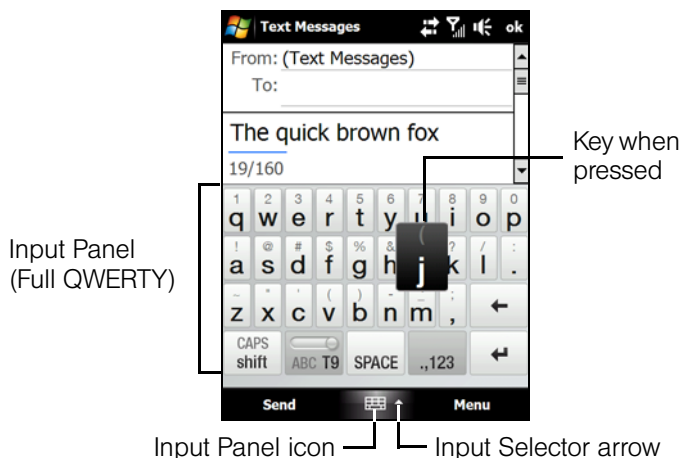 Text Messages ok
From: (Text Messages)
To:
The quick brown fox
19/160
Key when
pressed
Input Panel
(Full QWERTY)
1 2 3 4 5 6 7 8 9 0
q w e r t y u i o p
! @ # $ % & ( ? / :
a s d f g h j k l .
~ " ' ( ) - _ ;
z x c v b n m ,
CAPS
shift ABC T9 SPACE .,123
Send Menu
Input Panel icon Input Selector arrow